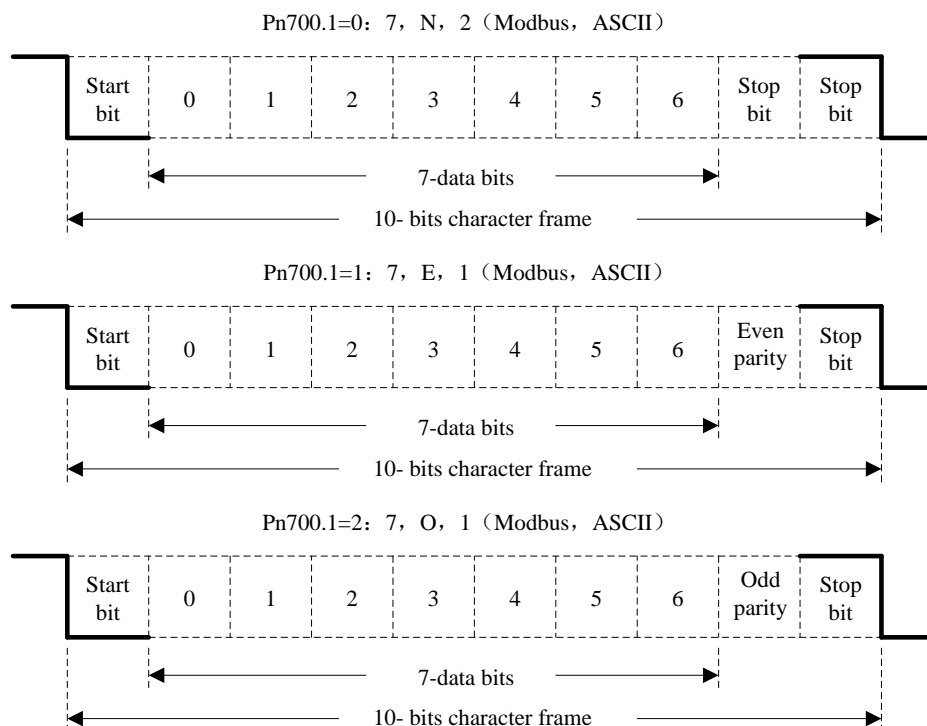 Pn700.1=0：7，N，2（Modbus，ASCII）
Start bit 0 1 2 3 4 5 6 Stop bit Stop bit
7-data bits
10- bits character frame
Pn700.1=1：7，E，1（Modbus，ASCII）
Start bit 0 1 2 3 4 5 6 Even parity Stop bit
7-data bits
10- bits character frame
Pn700.1=2：7，O，1（Modbus，ASCII）
Start bit 0 1 2 3 4 5 6 Odd parity Stop bit
7-data bits
10- bits character frame